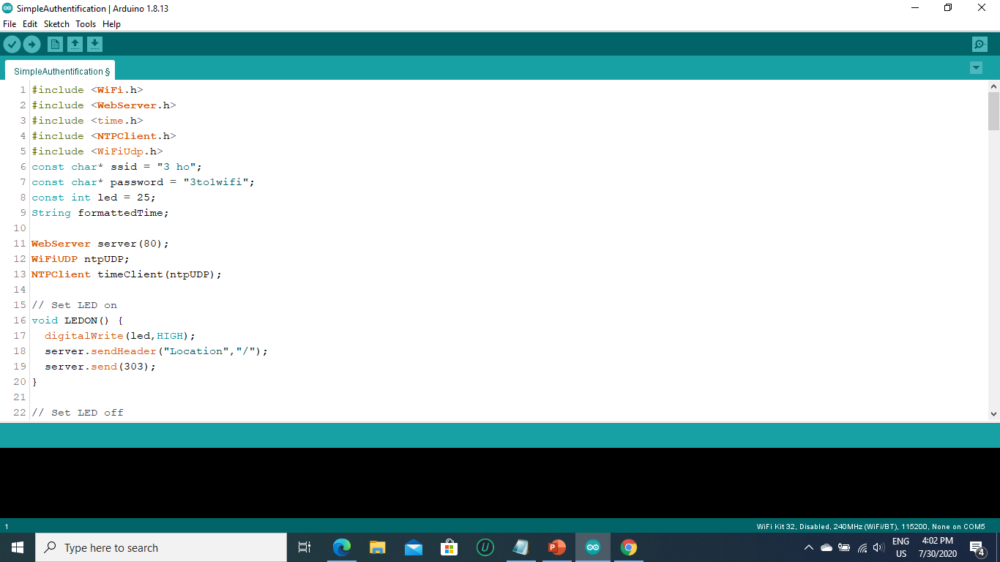 SimpleAuthentification | Arduino 1.8.13
File Edit Sketch Tools Help
SimpleAuthentification §
1 #include <WiFi.h>
2 #include <WebServer.h>
3 #include <time.h>
4 #include <NTPClient.h>
5 #include <WiFiUdp.h>
6 const char* ssid = "3 ho";
7 const char* password = "3to1wifi";
8 const int led = 25;
9 String formattedTime;
10
11 WebServer server(80);
12 WiFiUDP ntpUDP;
13 NTPClient timeClient(ntpUDP);
14
15 // Set LED on
16 void LEDON() {
17   digitalWrite(led,HIGH);
18   server.sendHeader("Location","/");
19   server.send(303);
20 }
21
22 // Set LED off
1 WiFi Kit 32, Disabled, 240MHz (WiFi/BT), 115200, None on COM5
Type here to search
ENG 4:02 PM
US 7/30/2020
4